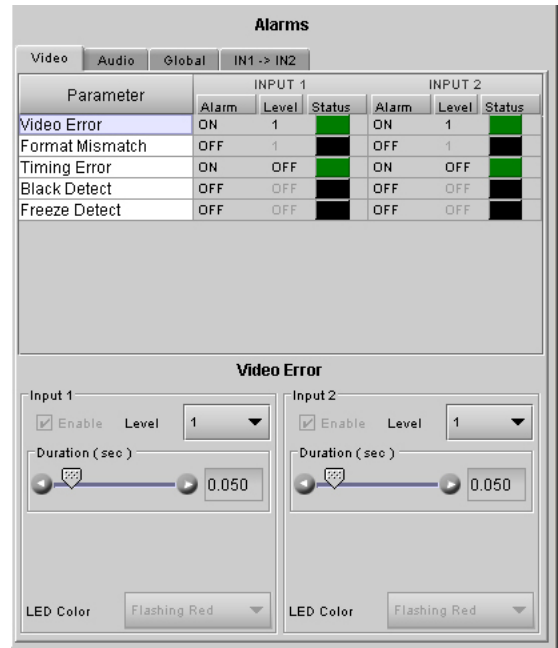 Alarms
Video Audio Global IN1 -> IN2
Parameter INPUT 1 INPUT 2
Alarm Level Status Alarm Level Status
Video Error ON 1 ON 1
Format Mismatch OFF 1 OFF 1
Timing Error ON OFF ON OFF
Black Detect OFF OFF OFF OFF
Freeze Detect OFF OFF OFF OFF
Video Error
Input 1 Input 2
Enable Level 1 Enable Level 1
Duration ( sec ) Duration ( sec )
0.050 0.050
LED Color Flashing Red LED Color Flashing Red